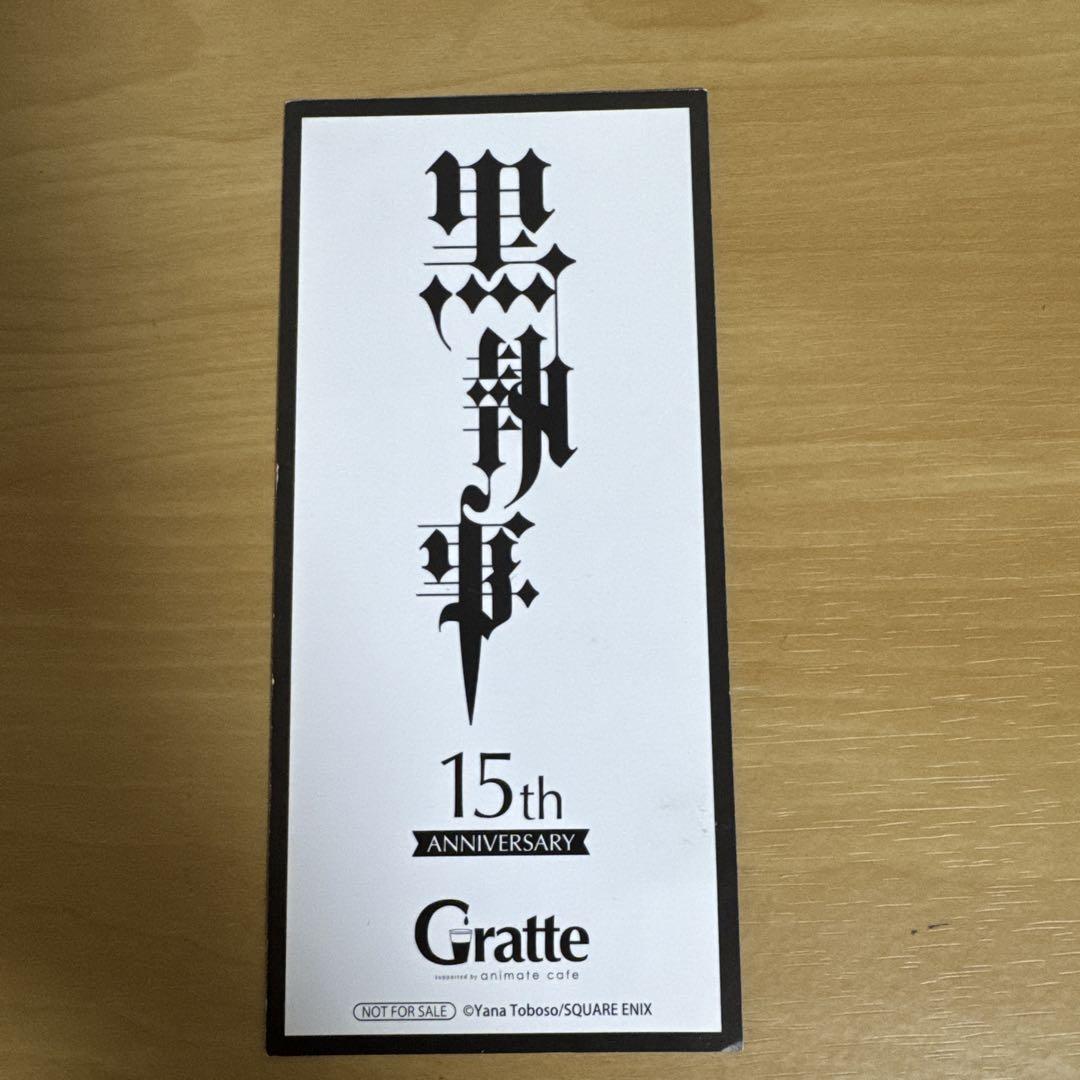 黒執事
15th
ANNIVERSARY
Gratte
supported by animate cafe
NOT FOR SALE ©Yana Toboso/SQUARE ENIX